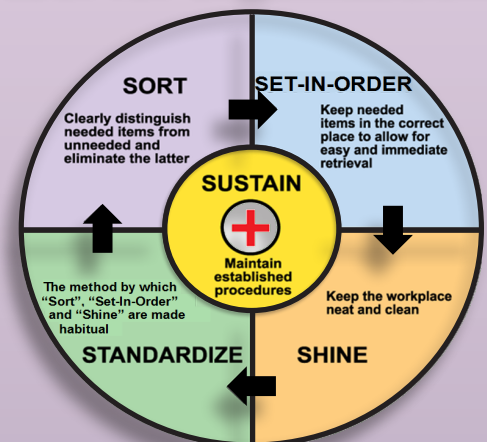 SORT
Clearly distinguish
needed items from
unneeded and
eliminate the latter
SET-IN-ORDER
Keep needed
items in the correct
place to allow for
easy and immediate
retrieval
SUSTAIN
Maintain
established
procedures
The method by which
“Sort”, “Set-In-Order”
and “Shine” are made
habitual
STANDARDIZE
Keep the workplace
neat and clean
SHINE